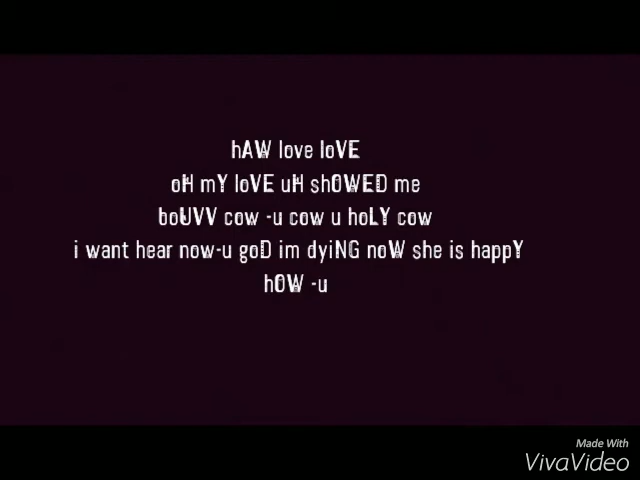 hAW love loVE
oH mY loVE uH shOWED me
boUVV cow -u cow u hoLY cow
i want hear now-u goD im dyiNG noW she is happY
hOW -u
Made With
VivaVideo